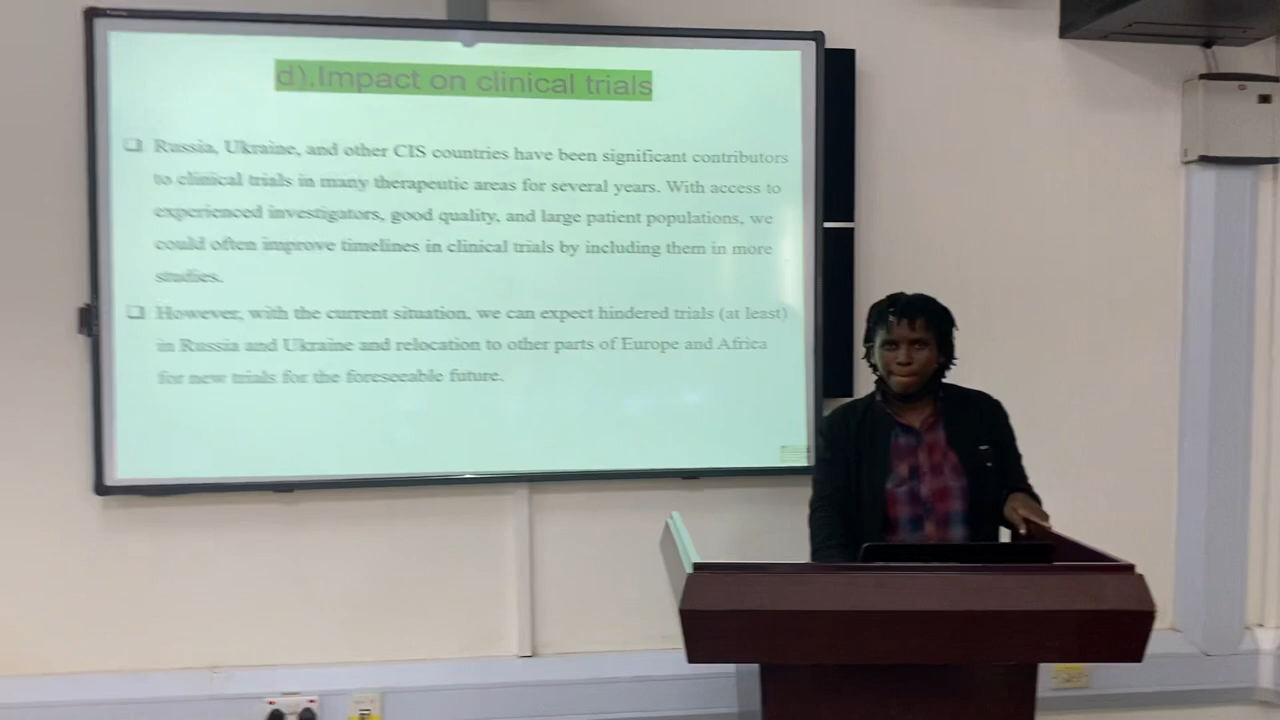 d).Impact on clinical trials
Russia, Ukraine, and other CIS countries have been significant contributors
to clinical trials in many therapeutic areas for several years. With access to
experienced investigators, good quality, and large patient populations, we
could often improve timelines in clinical trials by including them in more
studies.
However, with the current situation, we can expect hindered trials (at least)
in Russia and Ukraine and relocation to other parts of Europe and Africa
for new trials for the foreseeable future.